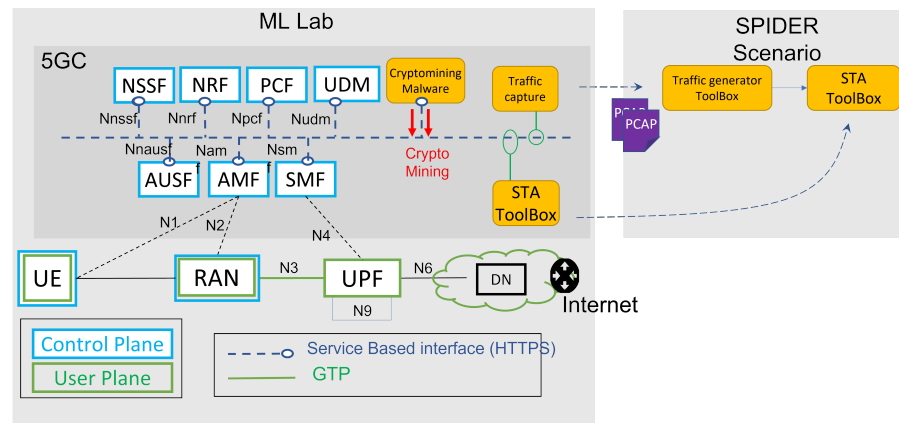 ML Lab
SPIDER
Scenario
5GC
NSSF
NRF
PCF
UDM
Cryptomining
Malware
Traffic
capture
Traffic generator
ToolBox
STA
ToolBox
Nnssf
Nnrf
Npcf
Nudm
PCAP
PCAP
Nnausf
Nam
f
Nsm
f
Crypto
Mining
AUSF
AMF
SMF
STA
ToolBox
N1
N2
N4
UE
RAN
N3
UPF
N6
DN
Internet
N9
Control Plane
User Plane
Service Based interface (HTTPS)
GTP